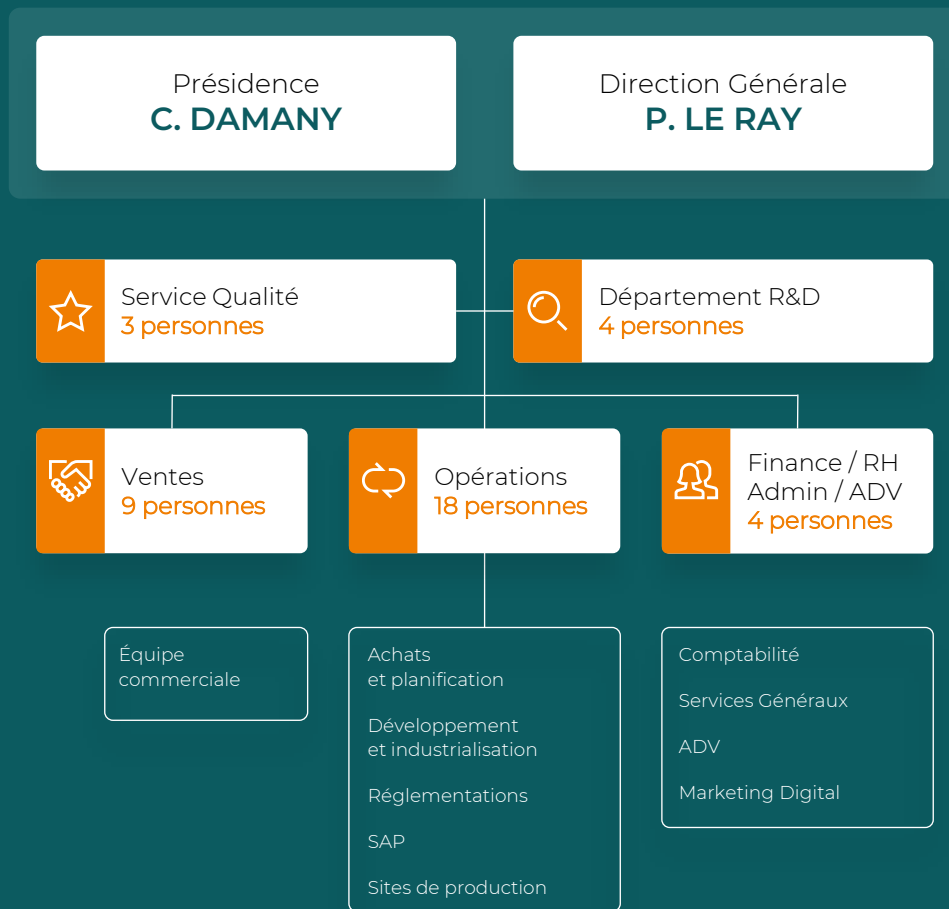 Présidence
C. DAMANY
Direction Générale
P. LE RAY
Service Qualité
3 personnes
Département R&D
4 personnes
Ventes
9 personnes
Opérations
18 personnes
Finance / RH
Admin / ADV
4 personnes
Équipe
commerciale
Achats
et planification
Développement
et industrialisation
Réglementations
SAP
Sites de production
Comptabilité
Services Généraux
ADV
Marketing Digital